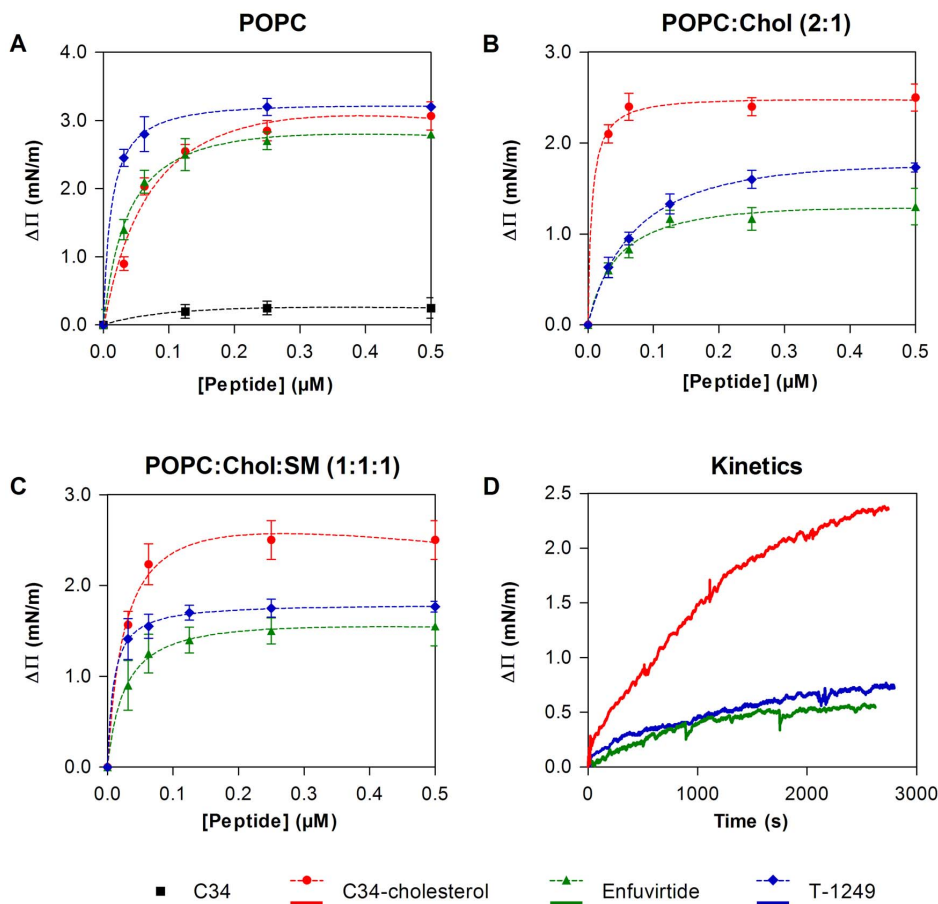 POPC
POPC:Chol (2:1)
A
B
4.0
3.0
2.0
1.0
0.0
ΔΠ (mN/m)
0.0 0.1 0.2 0.3 0.4 0.5
[Peptide] (µM)
3.0
2.0
1.0
0.0
ΔΠ (mN/m)
0.0 0.1 0.2 0.3 0.4 0.5
[Peptide] (µM)
POPC:Chol:SM (1:1:1)
Kinetics
C
D
3.0
2.0
1.0
0.0
ΔΠ (mN/m)
0.0 0.1 0.2 0.3 0.4 0.5
[Peptide] (µM)
2.5
2.0
1.5
1.0
0.5
0.0
ΔΠ (mN/m)
0 1000 2000 3000
Time (s)
C34 C34-cholesterol Enfuvirtide T-1249